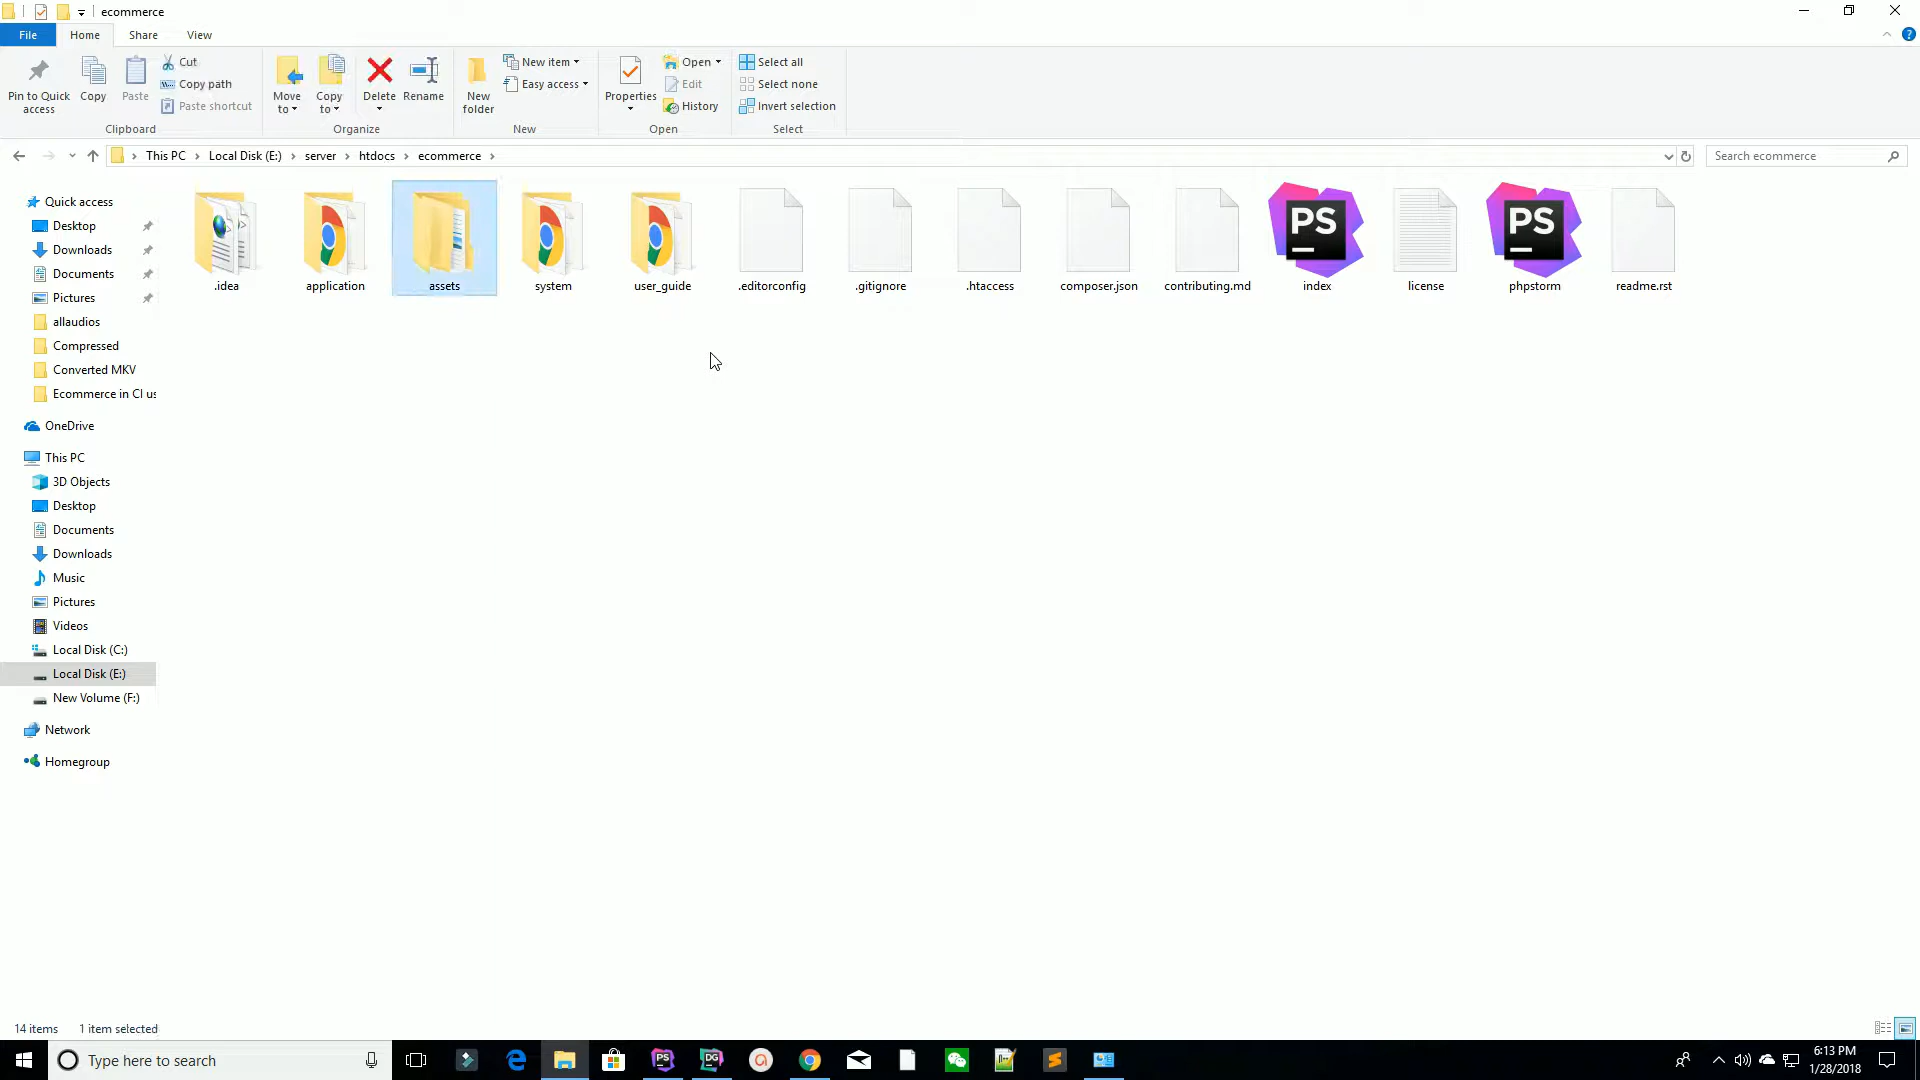 ecommerce
File
Home
Share
View
Pin to Quick
access
Copy
Paste
Cut
Copy path
Paste shortcut
Clipboard
Move
to
Copy
to
Delete
Rename
Organize
New
folder
New item
Easy access
New
Properties
Open
Edit
History
Open
Select all
Select none
Invert selection
Select
This PC
Local Disk (E:)
server
htdocs
ecommerce
Search ecommerce
Quick access
Desktop
Downloads
Documents
Pictures
allaudios
Compressed
Converted MKV
Ecommerce in CI us
OneDrive
This PC
3D Objects
Desktop
Documents
Downloads
Music
Pictures
Videos
Local Disk (C:)
Local Disk (E:)
New Volume (F:)
Network
Homegroup
PS
PS
.idea
application
assets
system
user_guide
.editorconfig
.gitignore
.htaccess
composer.json
contributing.md
index
license
phpstorm
readme.rst
14 items
1 item selected
Type here to search
PS
DG
6:13 PM
1/28/2018